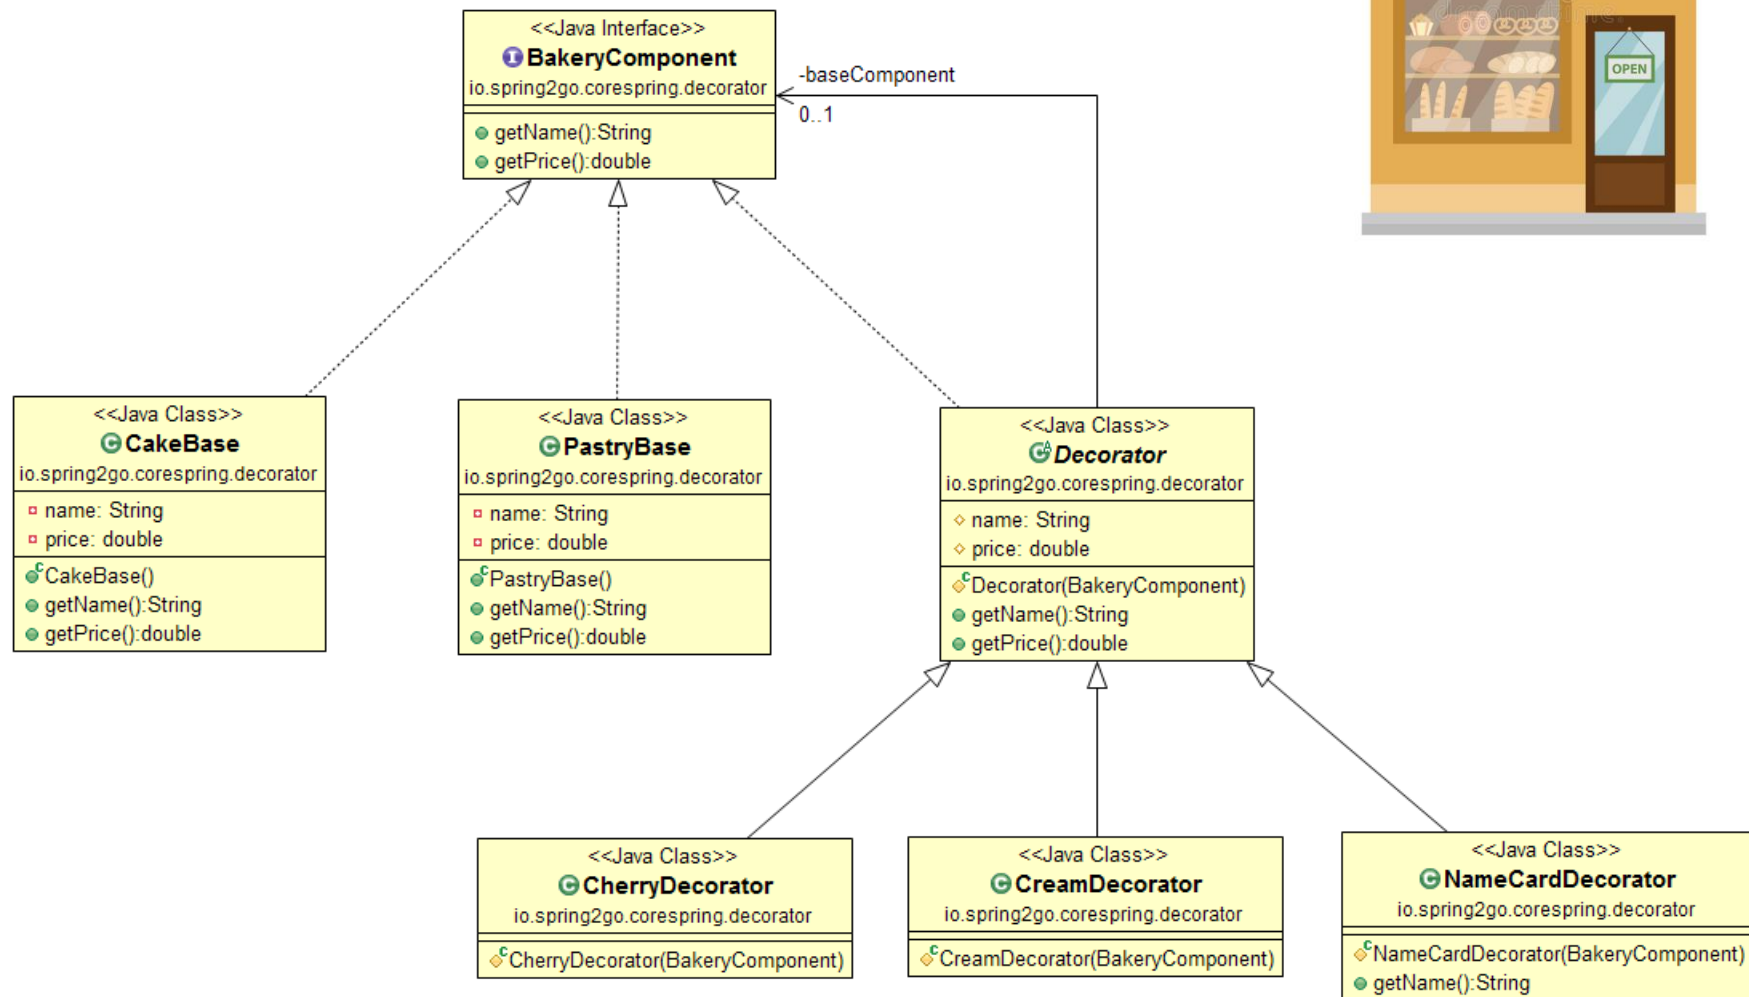 <<Java Interface>>
BakeryComponent
io.spring2go.corespring.decorator
getName():String
getPrice():double
-baseComponent
0..1
OPEN
<<Java Class>>
CakeBase
io.spring2go.corespring.decorator
name: String
price: double
CakeBase()
getName():String
getPrice():double
<<Java Class>>
PastryBase
io.spring2go.corespring.decorator
name: String
price: double
PastryBase()
getName():String
getPrice():double
<<Java Class>>
Decorator
io.spring2go.corespring.decorator
name: String
price: double
Decorator(BakeryComponent)
getName():String
getPrice():double
<<Java Class>>
CherryDecorator
io.spring2go.corespring.decorator
CherryDecorator(BakeryComponent)
<<Java Class>>
CreamDecorator
io.spring2go.corespring.decorator
CreamDecorator(BakeryComponent)
<<Java Class>>
NameCardDecorator
io.spring2go.corespring.decorator
NameCardDecorator(BakeryComponent)
getName():String